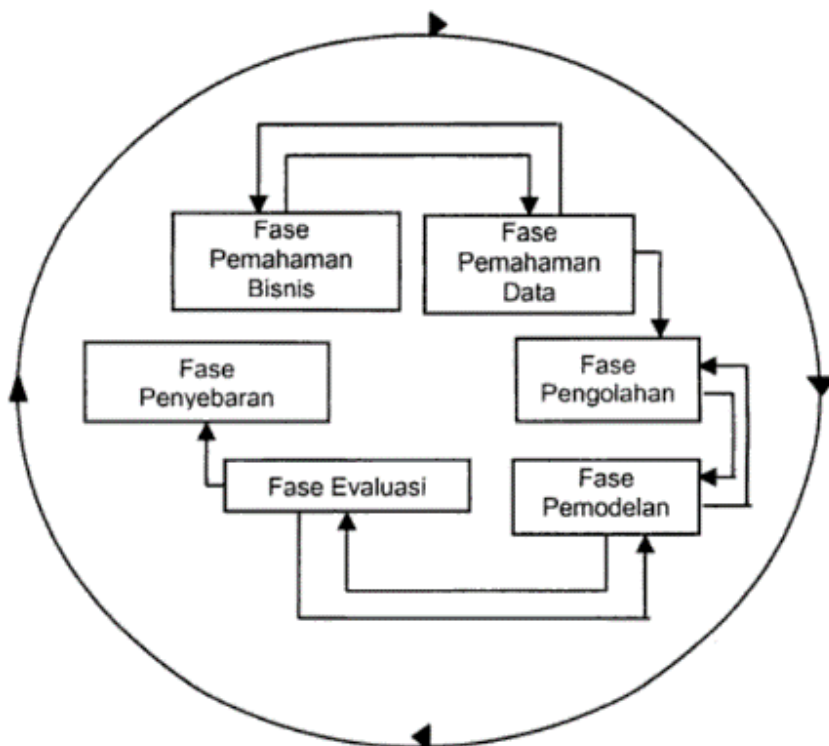 Fase
Pemahaman
Bisnis
Fase
Pemahaman
Data
Fase
Penyebaran
Fase
Pengolahan
Fase Evaluasi
Fase
Pemodelan